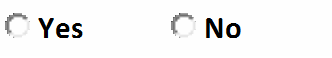 Yes No